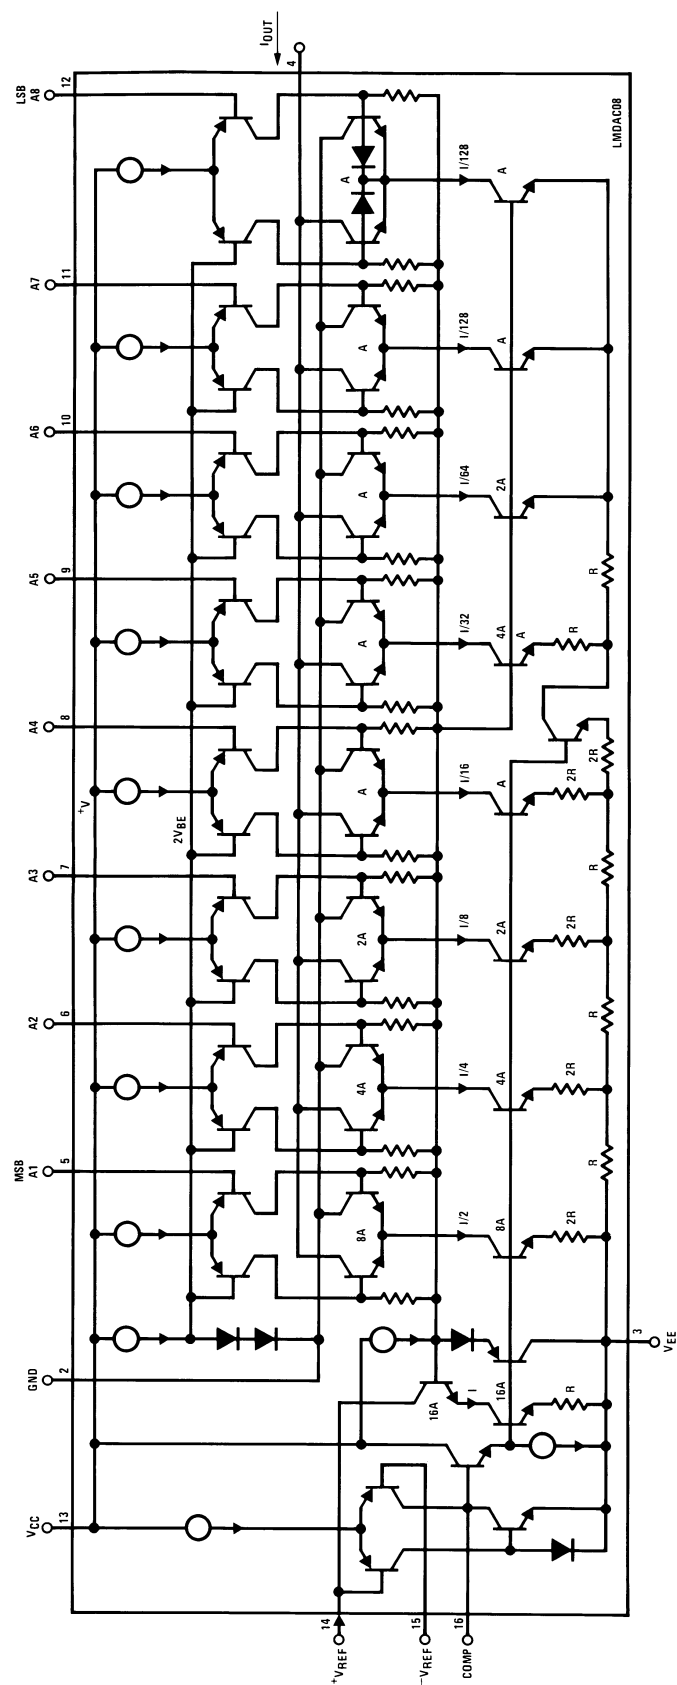 IOUT
4
LSB
A8
12
A7
11
A6
10
A5
9
A4
8
A3
7
A2
6
MSB
A1
5
GND
2
VCC
13
+V
2VBE
LMDAC08
A
I/128
A
A
I/128
A
A
I/64
2A
A
I/32
4A
A
R
R
A
I/16
A
2R
2R
R
2A
I/8
2A
2R
R
4A
I/4
4A
2R
R
8A
I/2
8A
2R
16A
I
16A
R
3
VEE
14
+VREF
15
−VREF
16
COMP